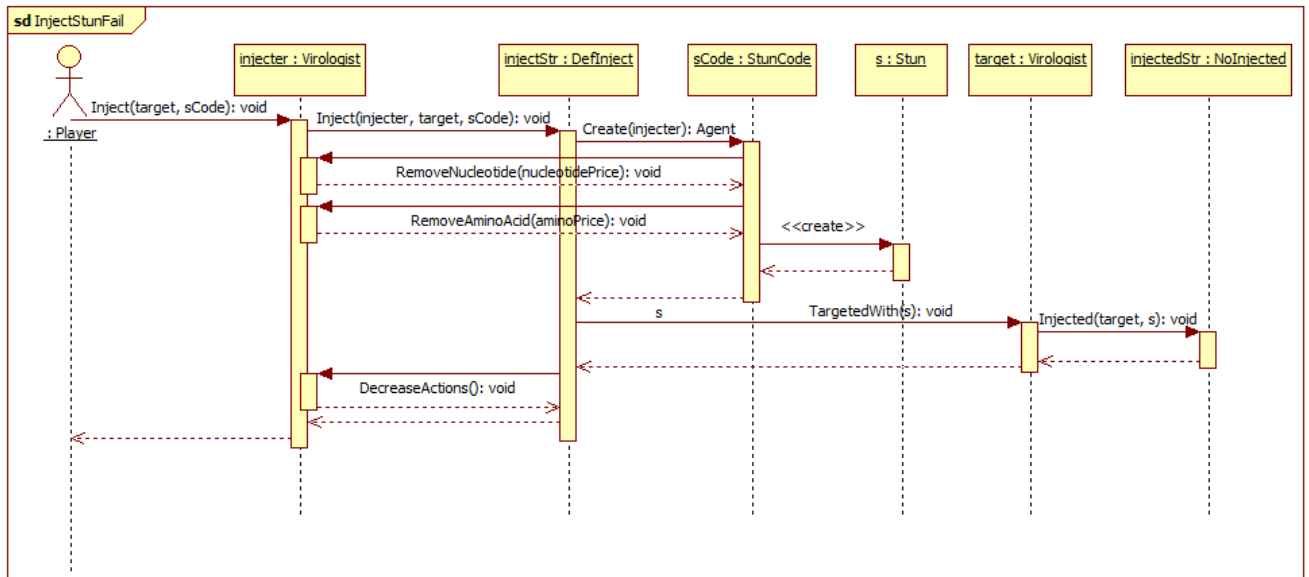 sd InjectStunFail
injecter : Virologist
injectStr : DefInject
sCode : StunCode
s : Stun
target : Virologist
injectedStr : NoInjected
: Player
Inject(target, sCode): void
Inject(injecter, target, sCode): void
Create(injecter): Agent
RemoveNucleotide(nucleotidePrice): void
RemoveAminoAcid(aminoPrice): void
<<create>>
s
TargetedWith(s): void
Injected(target, s): void
DecreaseActions(): void